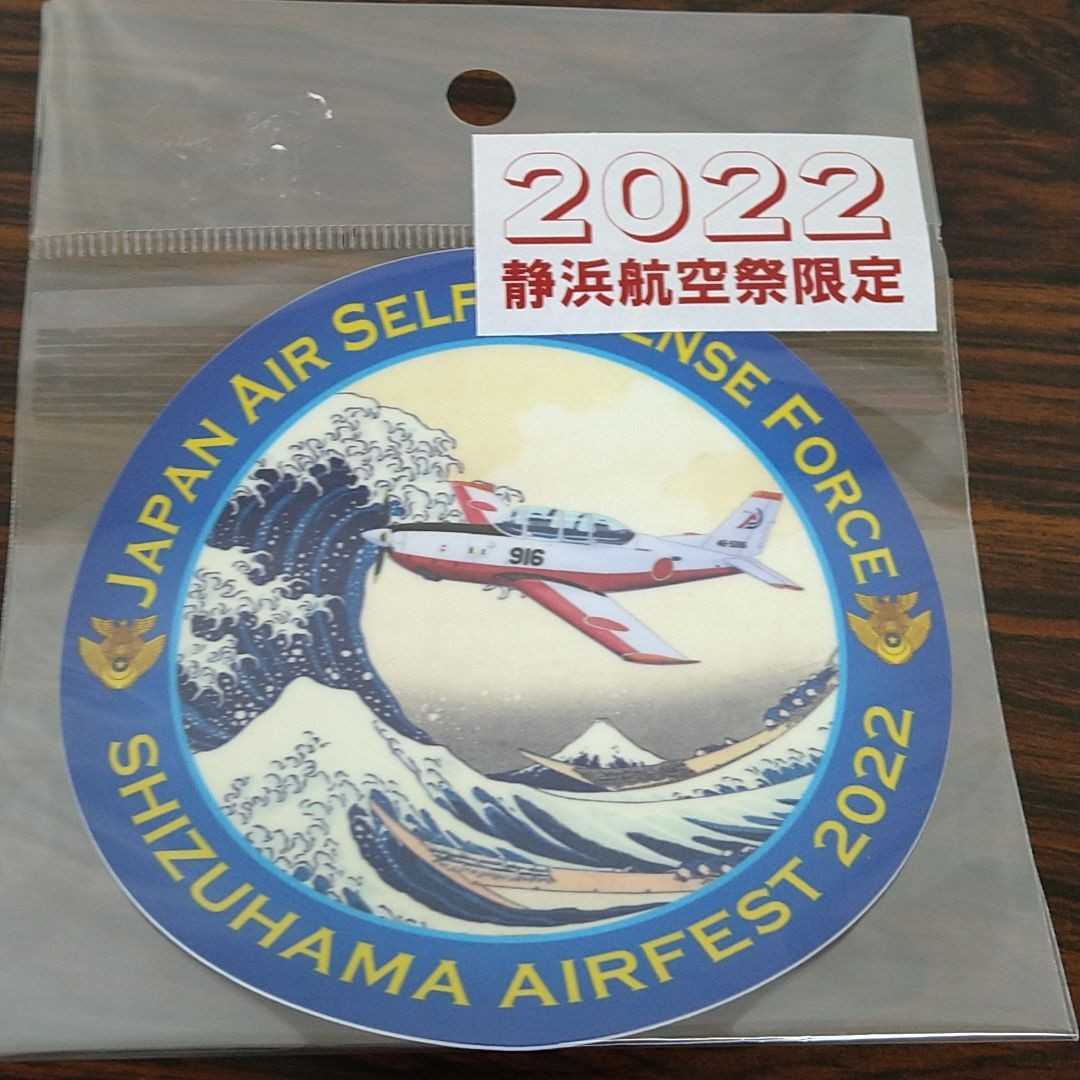 2022
静浜航空祭限定
JAPAN AIR SELF ENSE FORCE
916
SHIZUHAMA AIRFEST 2022